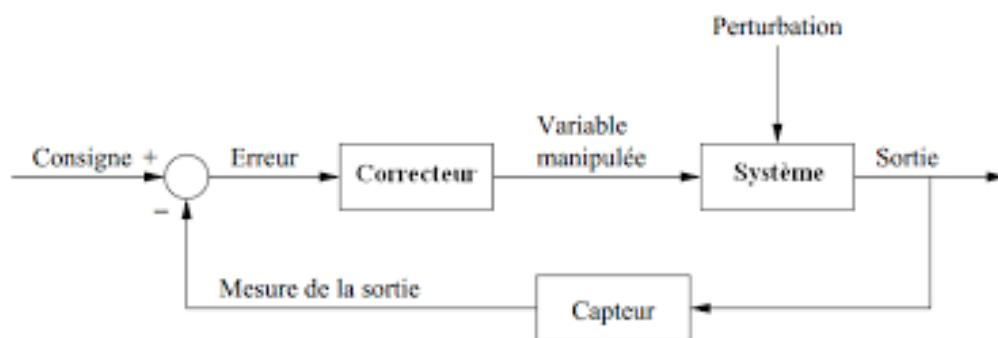 Perturbation
Variable
manipulée
Consigne +
Erreur
Correcteur
Système
Sortie
−
Mesure de la sortie
Capteur